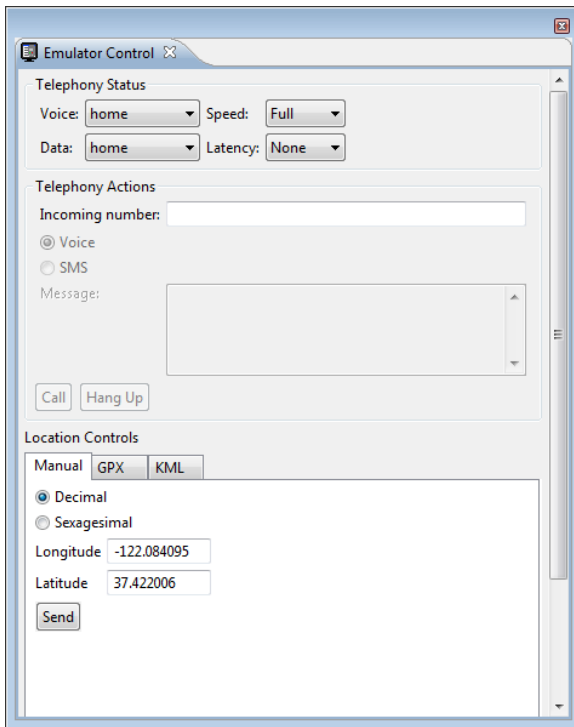 Emulator Control
Telephony Status
Voice: home Speed: Full
Data: home Latency: None
Telephony Actions
Incoming number:
Voice
SMS
Message:
Call Hang Up
Location Controls
Manual GPX KML
Decimal
Sexagesimal
Longitude -122.084095
Latitude 37.422006
Send